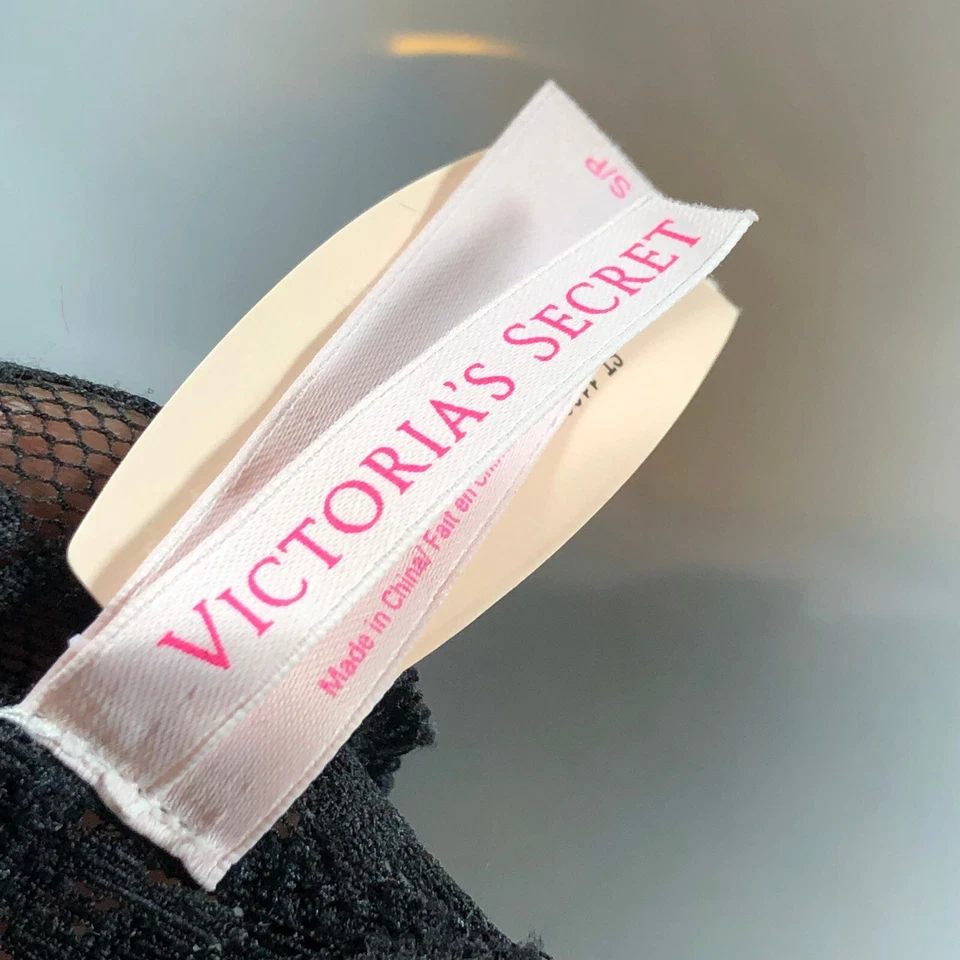 P/S
VICTORIA'S SECRET
Made in China/ Fait en